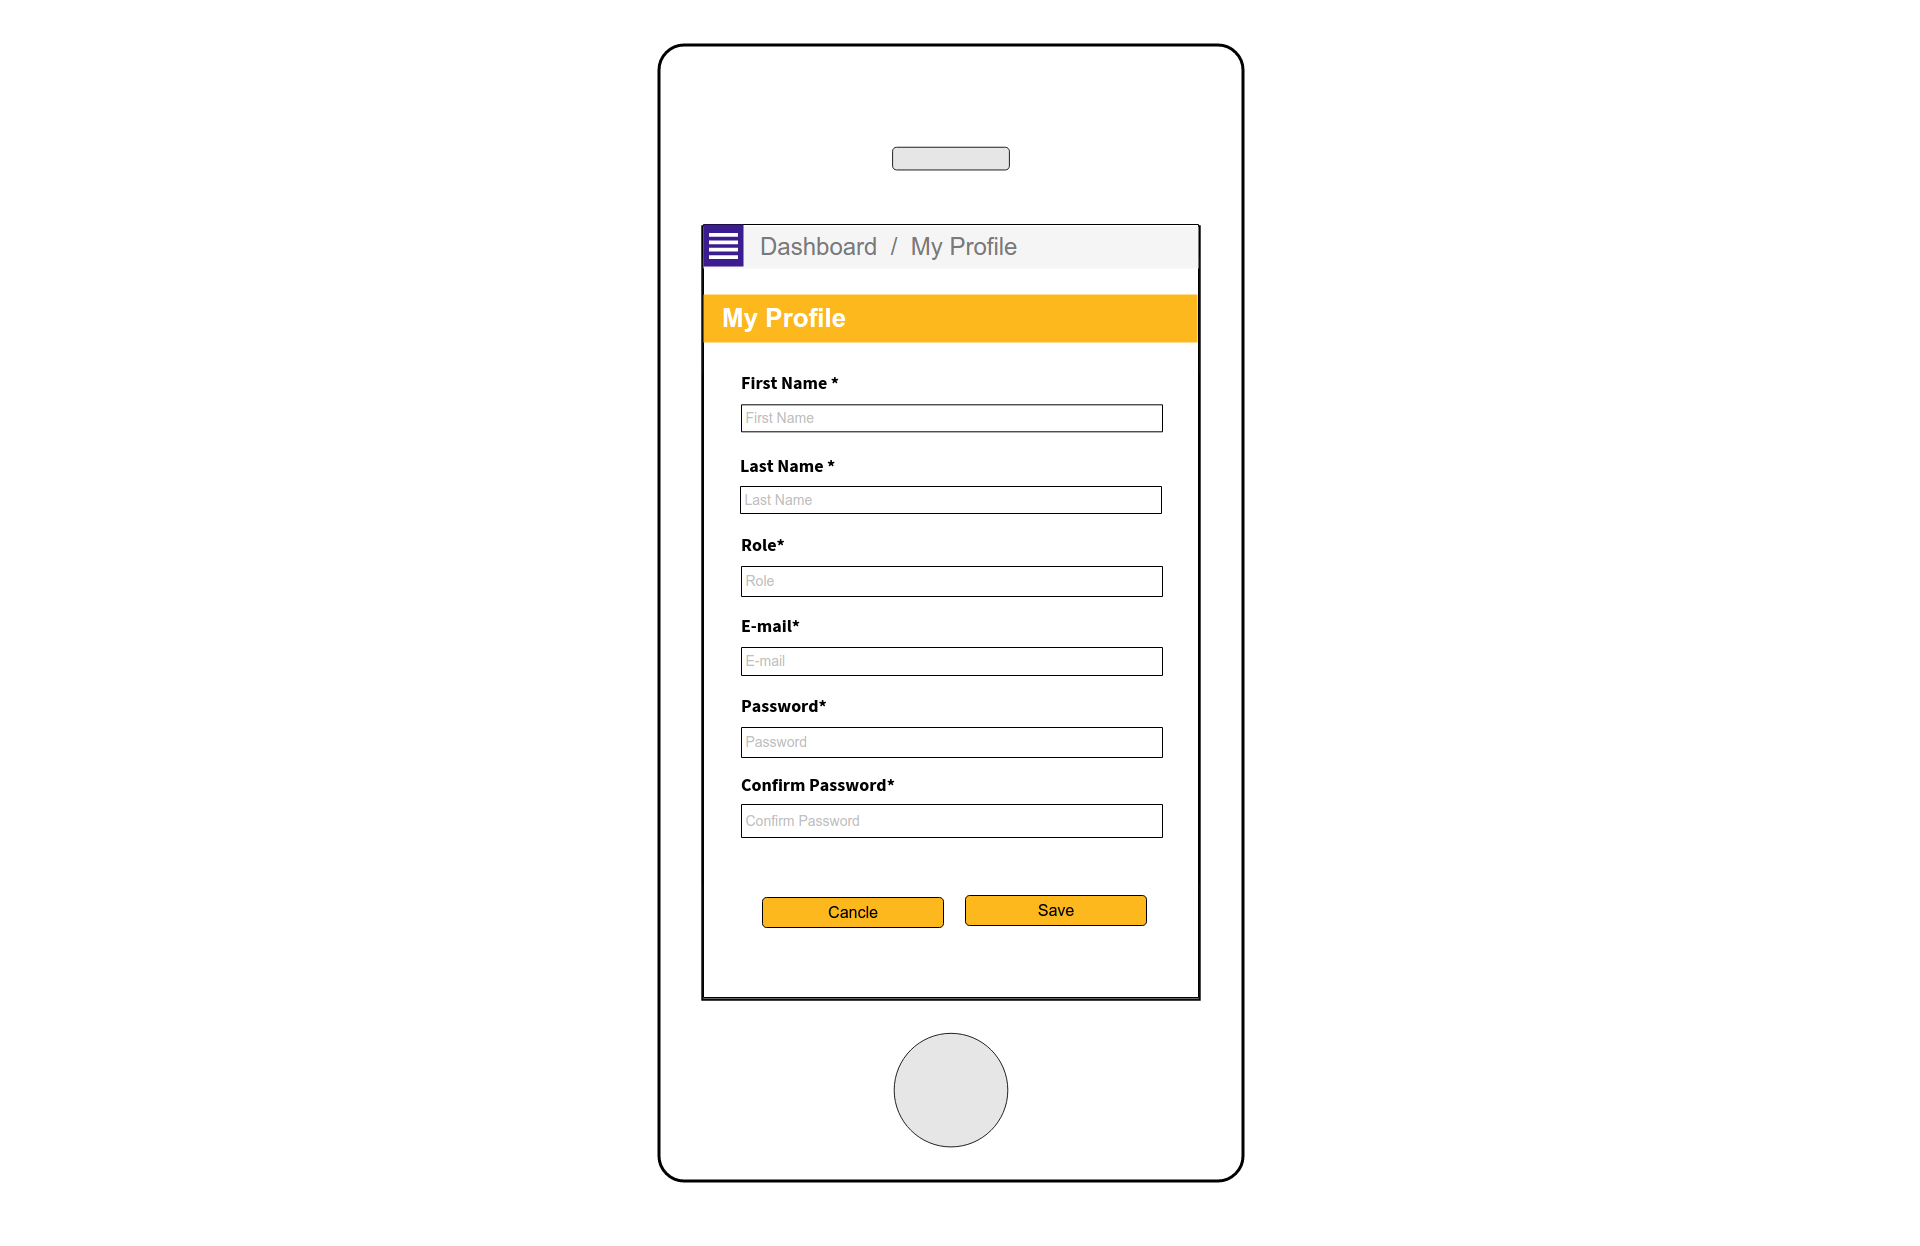 Dashboard / My Profile
My Profile
First Name *
First Name
Last Name *
Last Name
Role*
Role
E-mail*
E-mail
Password*
Password
Confirm Password*
Confirm Password
Cancle
Save